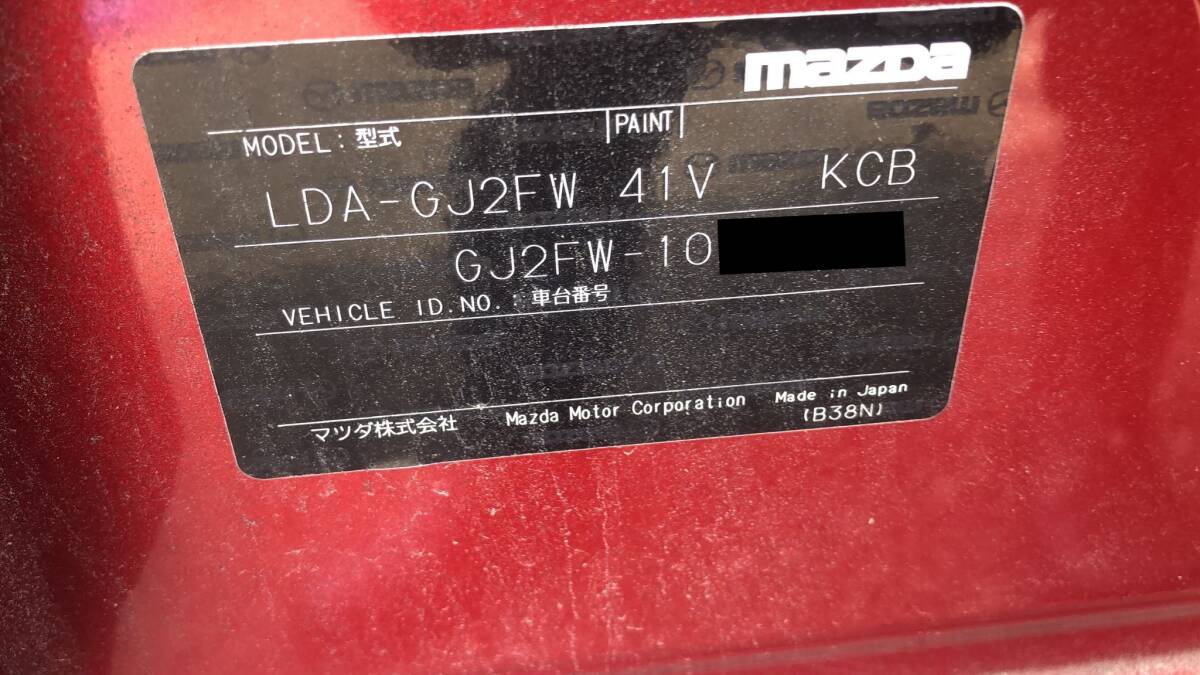 mazda
MODEL : 型式 PAINT
LDA-GJ2FW 41V KCB
GJ2FW-10
VEHICLE ID.NO. : 車台番号
マツダ株式会社 Mazda Motor Corporation Made in Japan
(B38N)